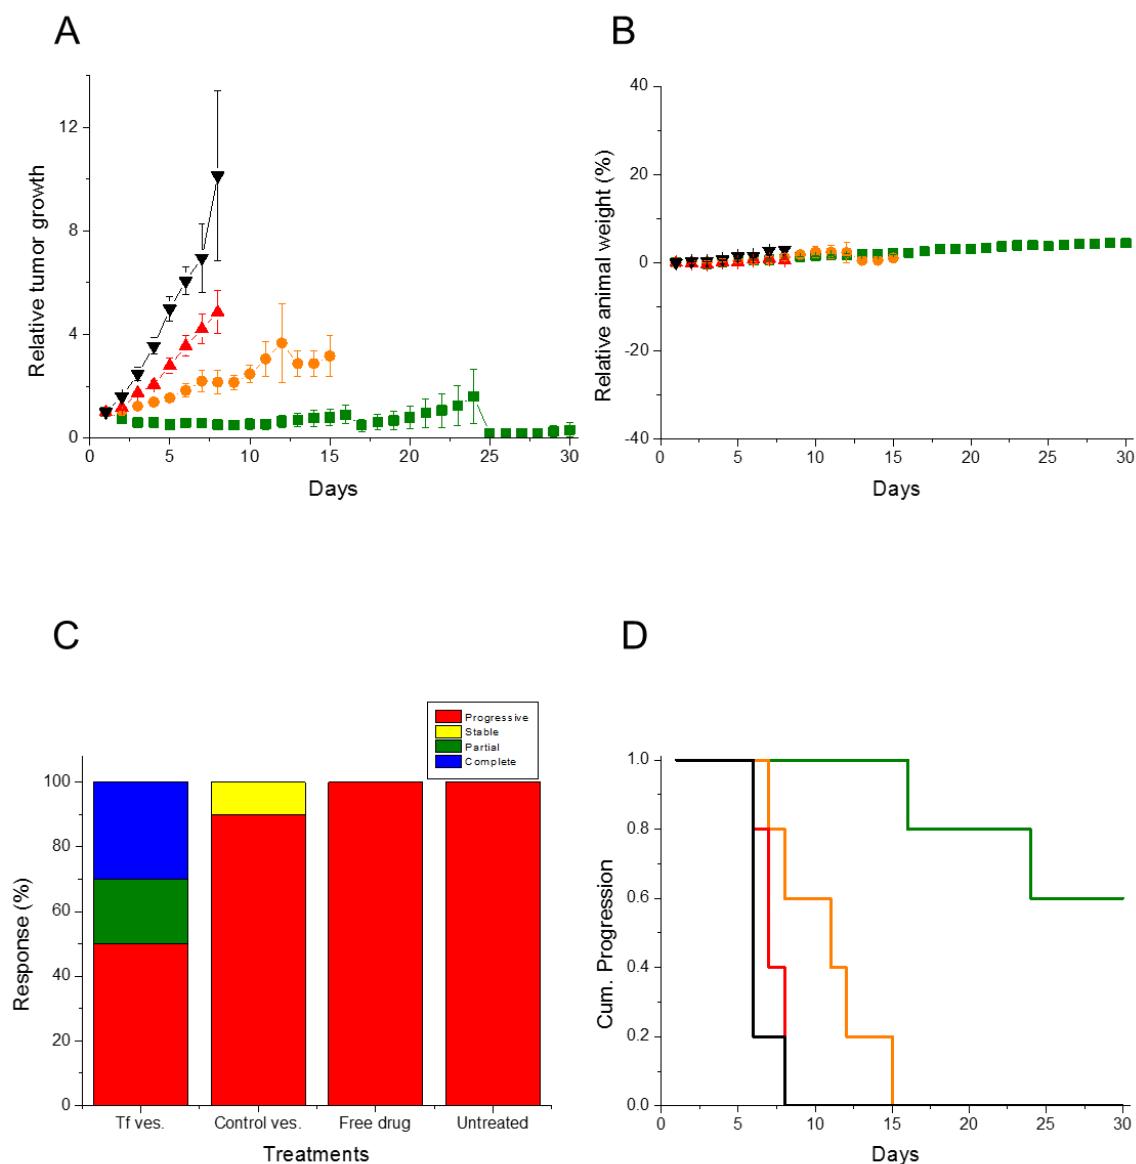 A
Relative tumor growth
12
8
4
0
0 5 10 15 20 25 30
Days
B
Relative animal weight (%)
40
20
0
-20
-40
0 5 10 15 20 25 30
Days
C
Response (%)
100
80
60
40
20
0
Progressive
Stable
Partial
Complete
Tf ves. Control ves. Free drug Untreated
Treatments
D
Cum. Progression
1.0
0.8
0.6
0.4
0.2
0.0
0 5 10 15 20 25 30
Days